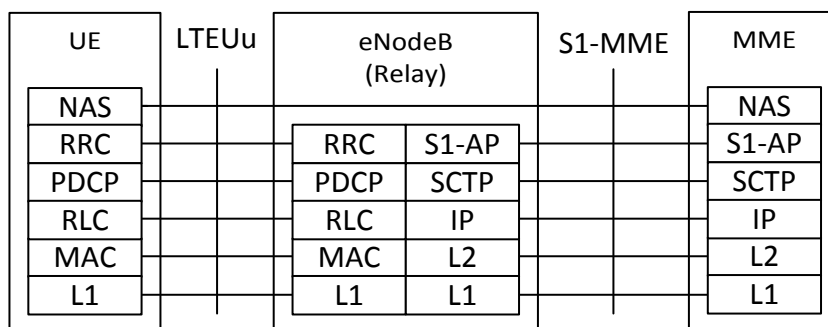 UE LTEUu eNodeB S1-MME MME
(Relay)
NAS NAS
RRC RRC S1-AP S1-AP
PDCP PDCP SCTP SCTP
RLC RLC IP IP
MAC MAC L2 L2
L1 L1 L1 L1